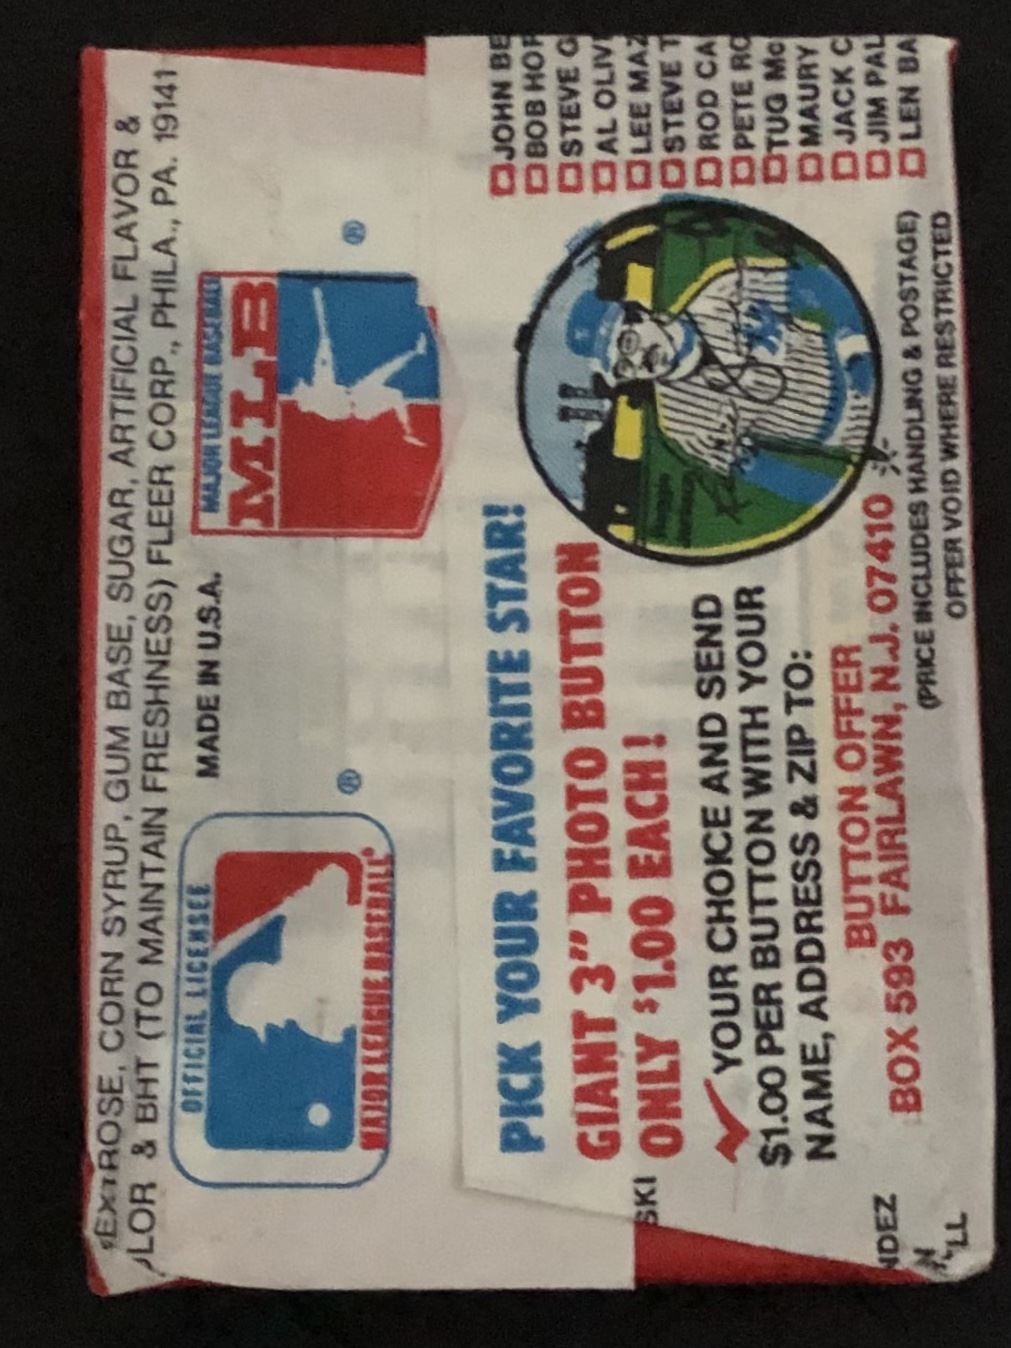 EXTROSE, CORN SYRUP, GUM BASE, SUGAR, ARTIFICIAL FLAVOR &
LOR & BHT (TO MAINTAIN FRESHNESS) FLEER CORP., PHILA., PA. 19141
MADE IN U.S.A.
OFFICIAL LICENSEE
MAJOR LEAGUE BASEBALL
®
MAJOR LEAGUE BASEBALL
MLB
®
PICK YOUR FAVORITE STAR!
GIANT 3" PHOTO BUTTON
ONLY $1.00 EACH!
YOUR CHOICE AND SEND
$1.00 PER BUTTON WITH YOUR
NAME, ADDRESS & ZIP TO:
BUTTON OFFER
BOX 593 FAIRLAWN, N.J. 07410
(PRICE INCLUDES HANDLING & POSTAGE)
OFFER VOID WHERE RESTRICTED
JOHN BE
BOB HOR
STEVE G
AL OLIV
LEE MAZ
STEVE T
ROD CA
PETE RO
TUG Mc
MAURY
JACK C
JIM PAL
LEN BA
SKI
NDEZ
N
LL